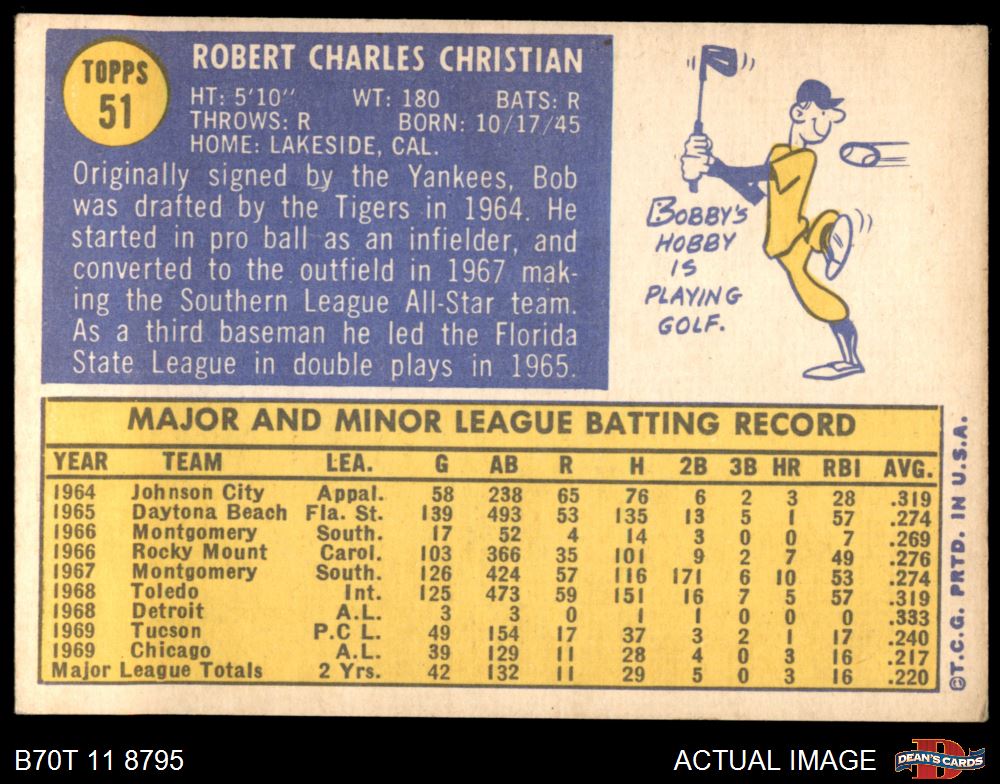 TOPPS
51
ROBERT CHARLES CHRISTIAN
HT: 5'10" WT: 180 BATS: R
THROWS: R BORN: 10/17/45
HOME: LAKESIDE, CAL.
Originally signed by the Yankees, Bob
was drafted by the Tigers in 1964. He
started in pro ball as an infielder, and
converted to the outfield in 1967 mak-
ing the Southern League All-Star team.
As a third baseman he led the Florida
State League in double plays in 1965.
BOBBY'S
HOBBY
IS
PLAYING
GOLF.
MAJOR AND MINOR LEAGUE BATTING RECORD
YEAR TEAM LEA. G AB R H 2B 3B HR RBI AVG.
1964 Johnson City Appal. 58 238 65 76 6 2 3 28 .319
1965 Daytona Beach Fla. St. 139 493 53 135 13 5 1 57 .274
1966 Montgomery South. 17 52 4 14 3 0 0 7 .269
1966 Rocky Mount Carol. 103 366 35 101 9 2 7 49 .276
1967 Montgomery South. 126 424 57 116 171 6 10 53 .274
1968 Toledo Int. 125 473 59 151 16 7 5 57 .319
1968 Detroit A.L. 3 3 0 1 1 0 0 0 .333
1969 Tucson P.C L. 49 154 17 37 3 2 1 17 .240
1969 Chicago A.L. 39 129 11 28 4 0 3 16 .217
Major League Totals 2 Yrs. 42 132 11 29 5 0 3 16 .220
©T.C.G. PRTD. IN U.S.A.
B70T 11 8795
ACTUAL IMAGE
D
DEAN'S CARDS